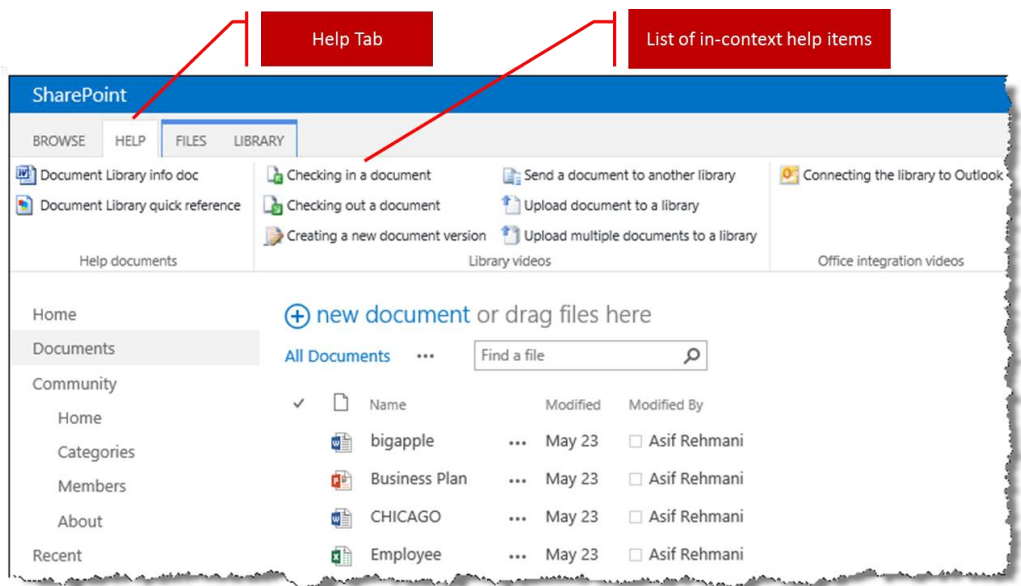 Help Tab
List of in-context help items
SharePoint
BROWSE HELP FILES LIBRARY
Document Library info doc
Document Library quick reference
Help documents
Checking in a document
Checking out a document
Creating a new document version
Send a document to another library
Upload document to a library
Upload multiple documents to a library
Library videos
Connecting the library to Outlook
Office integration videos
Home
Documents
Community
Home
Categories
Members
About
Recent
new document or drag files here
All Documents ••• Find a file
Name Modified Modified By
bigapple ••• May 23 Asif Rehmani
Business Plan ••• May 23 Asif Rehmani
CHICAGO ••• May 23 Asif Rehmani
Employee ••• May 23 Asif Rehmani